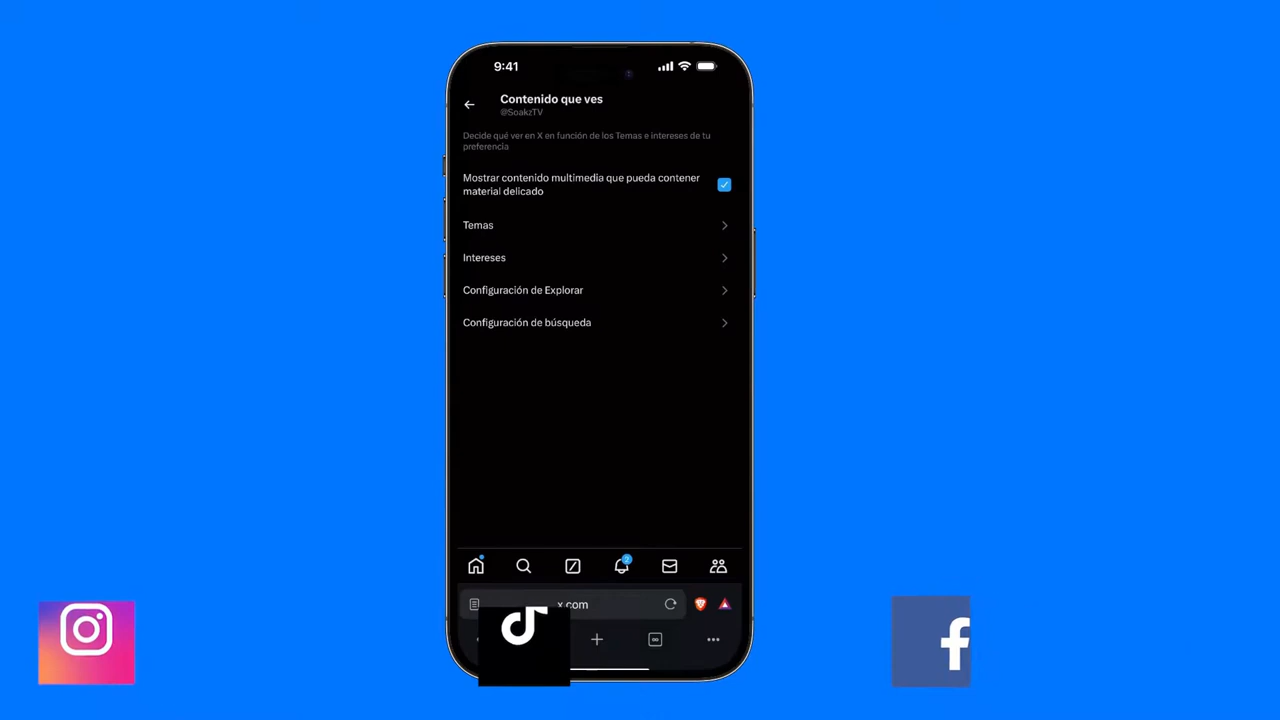 9:41
Contenido que ves
@SoakzTV
Decide qué ver en X en función de los Temas e intereses de tu
preferencia
Mostrar contenido multimedia que pueda contener
material delicado
Temas
Intereses
Configuración de Explorar
Configuración de búsqueda
2
x.com